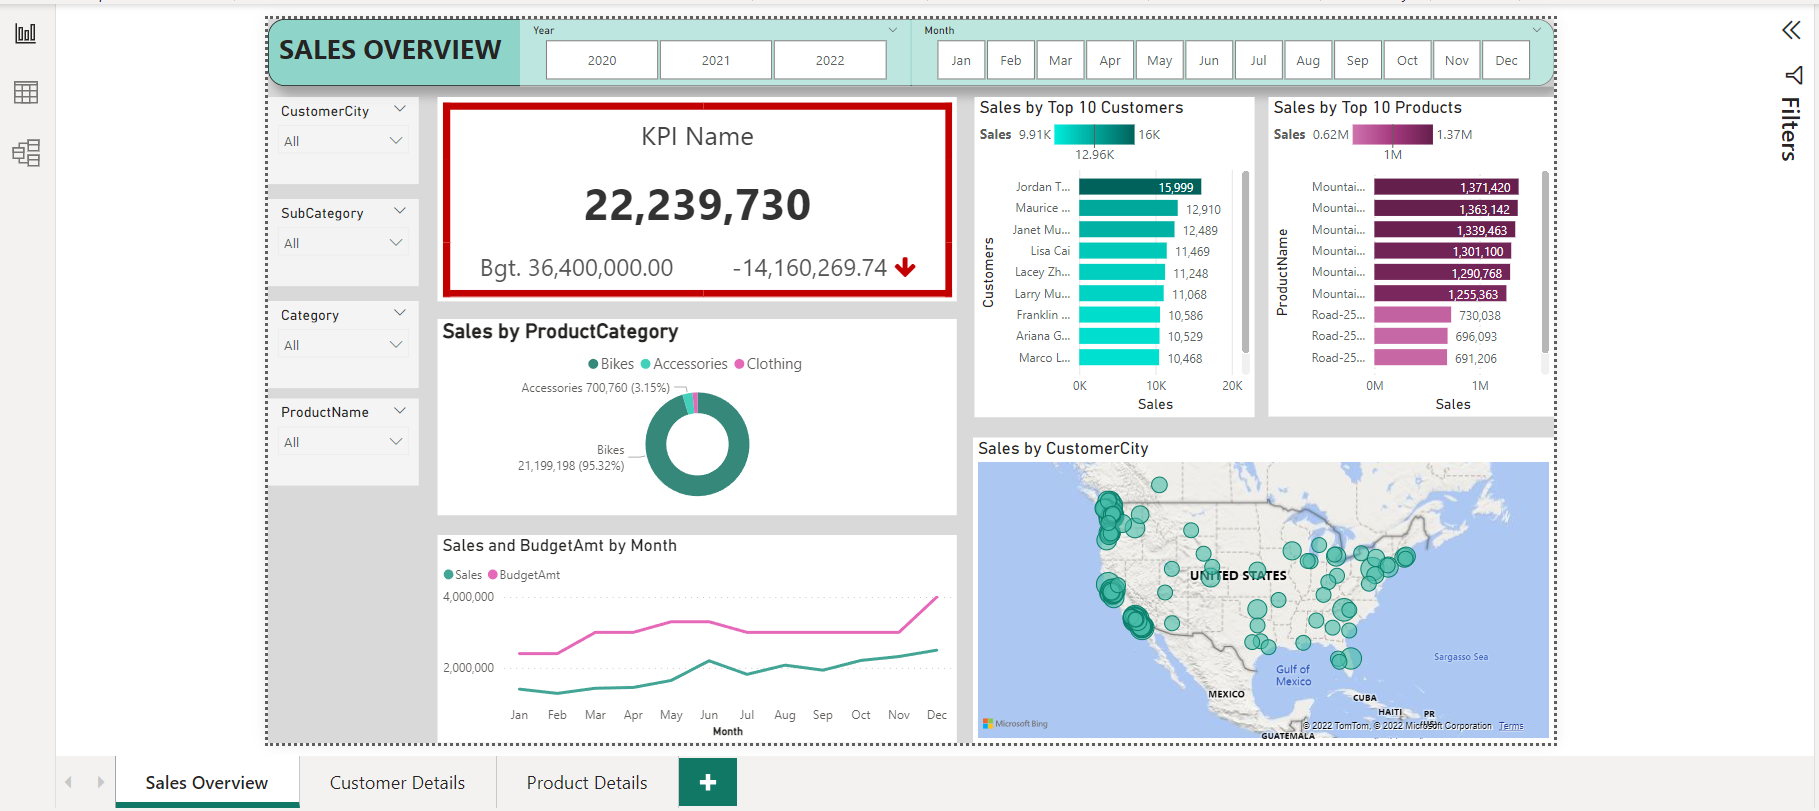 SALES OVERVIEW
Year
2020 2021 2022
Month
Jan Feb Mar Apr May Jun Jul Aug Sep Oct Nov Dec
CustomerCity
All
SubCategory
All
Category
All
ProductName
All
KPI Name
22,239,730
Bgt. 36,400,000.00 -14,160,269.74
Sales by ProductCategory
Bikes Accessories Clothing
Accessories 700,760 (3.15%)
Bikes
21,199,198 (95.32%)
Sales and BudgetAmt by Month
Sales BudgetAmt
4,000,000
2,000,000
Jan Feb Mar Apr May Jun Jul Aug Sep Oct Nov Dec
Month
Sales by Top 10 Customers
Sales 9.91K 16K
12.96K
Customers
Jordan T... 15,999
Maurice ... 12,910
Janet Mu... 12,489
Lisa Cai 11,469
Lacey Zh... 11,248
Larry Mu... 11,068
Franklin ... 10,586
Ariana G... 10,529
Marco L... 10,468
0K 10K 20K
Sales
Sales by Top 10 Products
Sales 0.62M 1.37M
1M
ProductName
Mountai... 1,371,420
Mountai... 1,363,142
Mountai... 1,339,463
Mountai... 1,301,100
Mountai... 1,290,768
Mountai... 1,255,363
Road-25... 730,038
Road-25... 696,093
Road-25... 691,206
0M 1M
Sales
Sales by CustomerCity
UNITED STATES
Sargasso Sea
Gulf of
Mexico
MEXICO
CUBA
HAITI
PR
GUATEMALA
Microsoft Bing
© 2022 TomTom, © 2022 Microsoft Corporation Terms
Filters
Sales Overview Customer Details Product Details